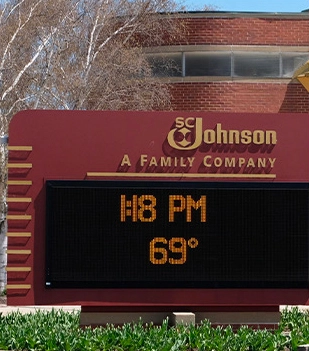 SC Johnson
A Family Company
1:18 PM
69°